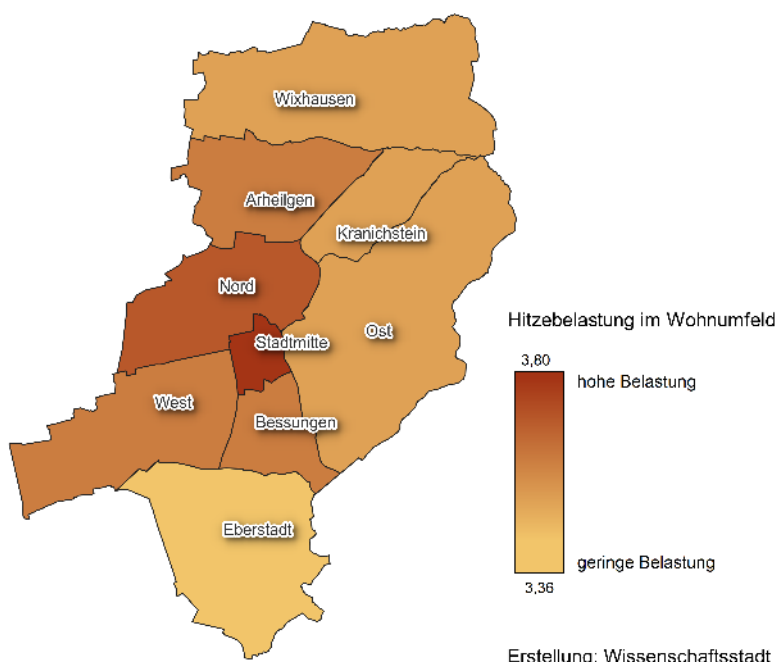 Wixhausen
Arheilgen
Kranichstein
Nord
Stadtmitte
Ost
West
Bessungen
Eberstadt
Hitzebelastung im Wohnumfeld
3,80
hohe Belastung
geringe Belastung
3,36
Erstellung: Wissenschaftsstadt